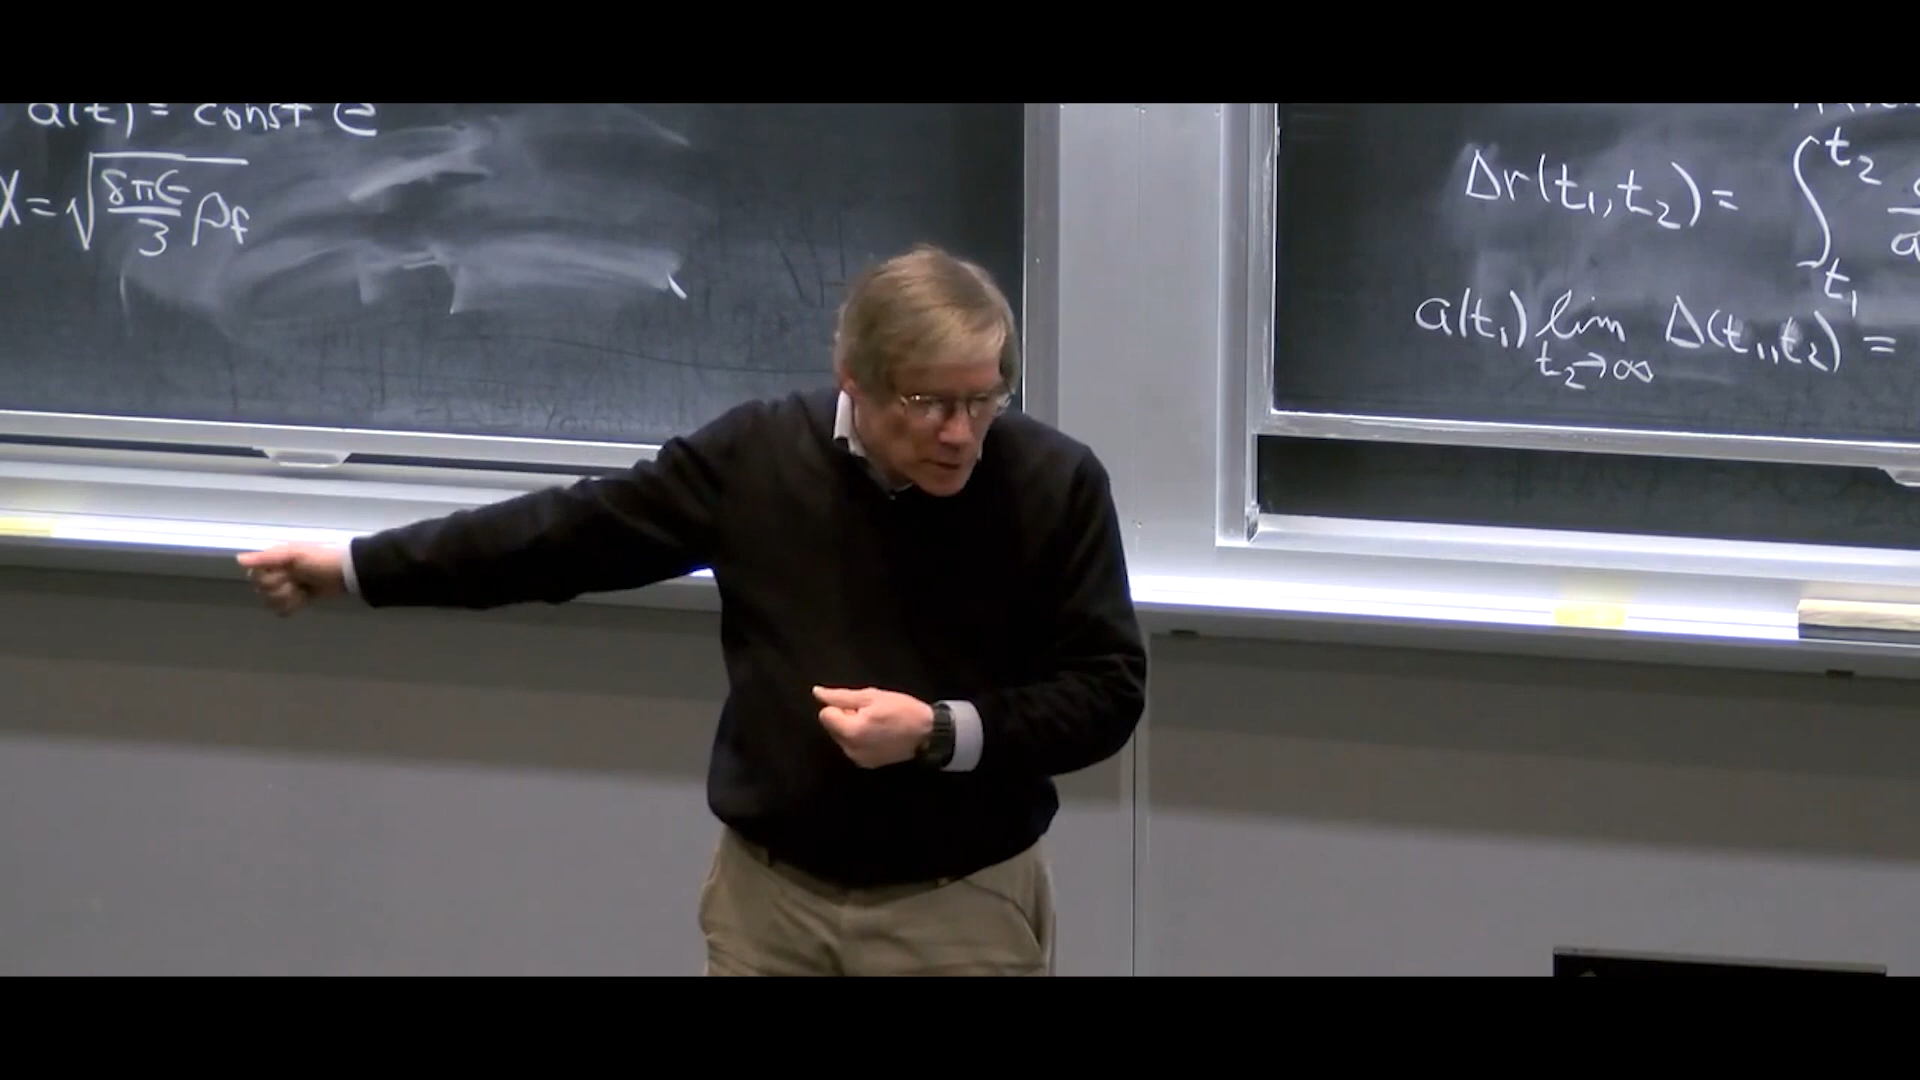 a(t) = const e
X = √(8πG/3 ρf)
Δr(t₁,t₂) = ∫ t₂ t₁
a(t₁) lim t₂→∞ Δ(t₁,t₂) =